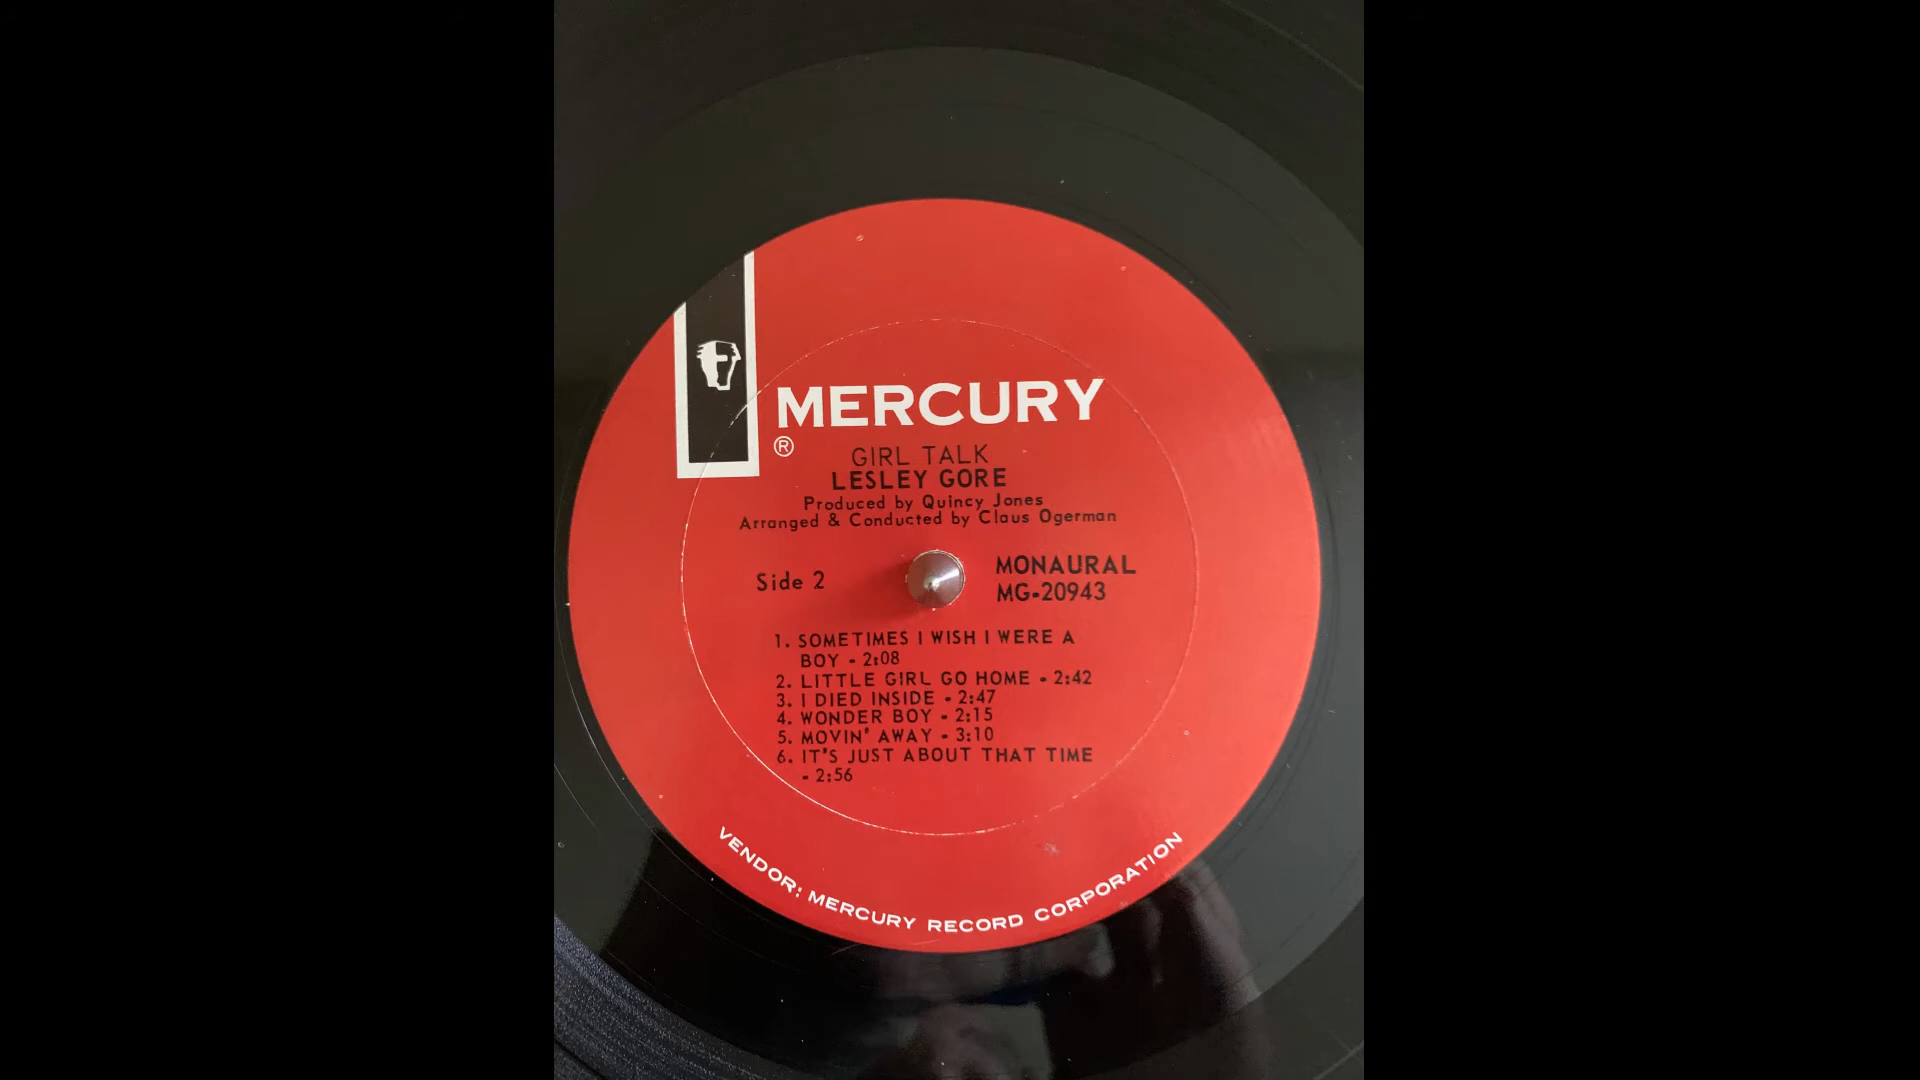 MERCURY
®
GIRL TALK
LESLEY GORE
Produced by Quincy Jones
Arranged & Conducted by Claus Ogerman
Side 2
MONAURAL
MG-20943
1. SOMETIMES I WISH I WERE A
BOY - 2:08
2. LITTLE GIRL GO HOME - 2:42
3. I DIED INSIDE - 2:47
4. WONDER BOY - 2:15
5. MOVIN' AWAY - 3:10
6. IT'S JUST ABOUT THAT TIME
- 2:56
VENDOR: MERCURY RECORD CORPORATION